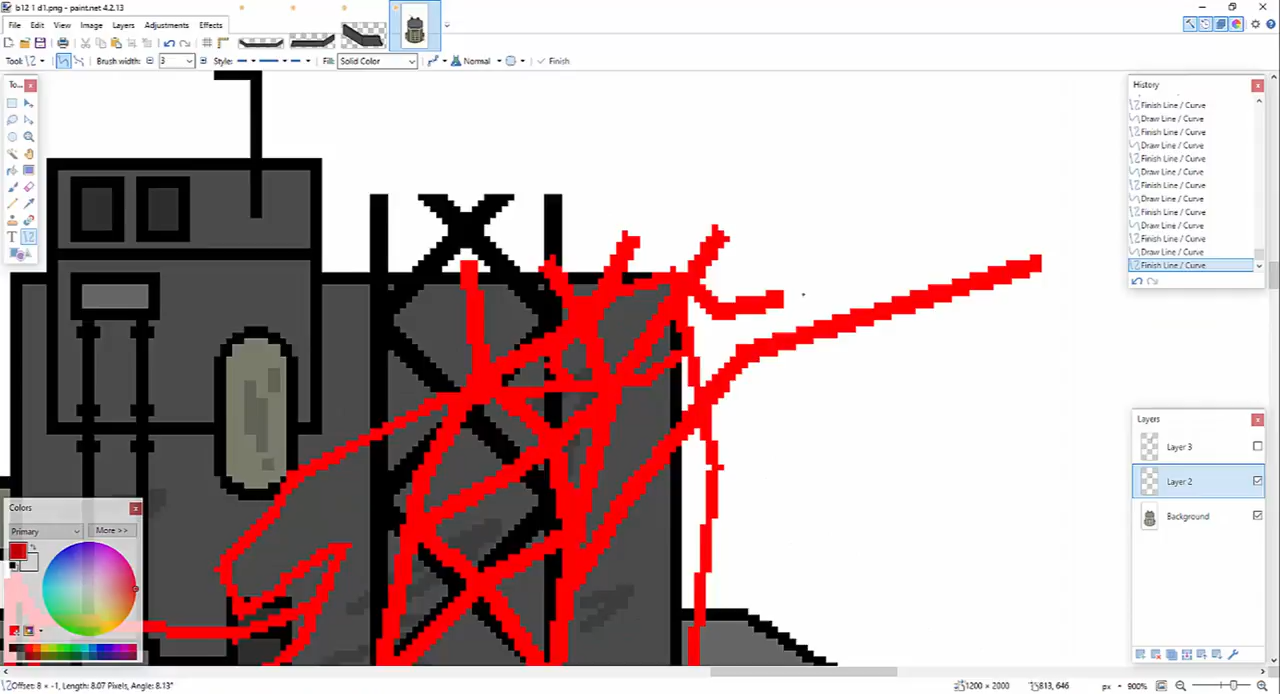 b12 1 d1.png - paint.net 4.2.13
File Edit View Image Layers Adjustments Effects
Tool: Brush width: 3 Style: Fill: Solid Color Normal Finish
To...
History
Finish Line / Curve
Draw Line / Curve
Finish Line / Curve
Draw Line / Curve
Finish Line / Curve
Draw Line / Curve
Finish Line / Curve
Draw Line / Curve
Finish Line / Curve
Draw Line / Curve
Finish Line / Curve
Draw Line / Curve
Finish Line / Curve
Layers
Layer 3
Layer 2
Background
Colors
Primary More >>
Offset: 8 × -1, Length: 8.07 Pixels, Angle: 8.13° 1200 × 2000 813, 646 px 900%